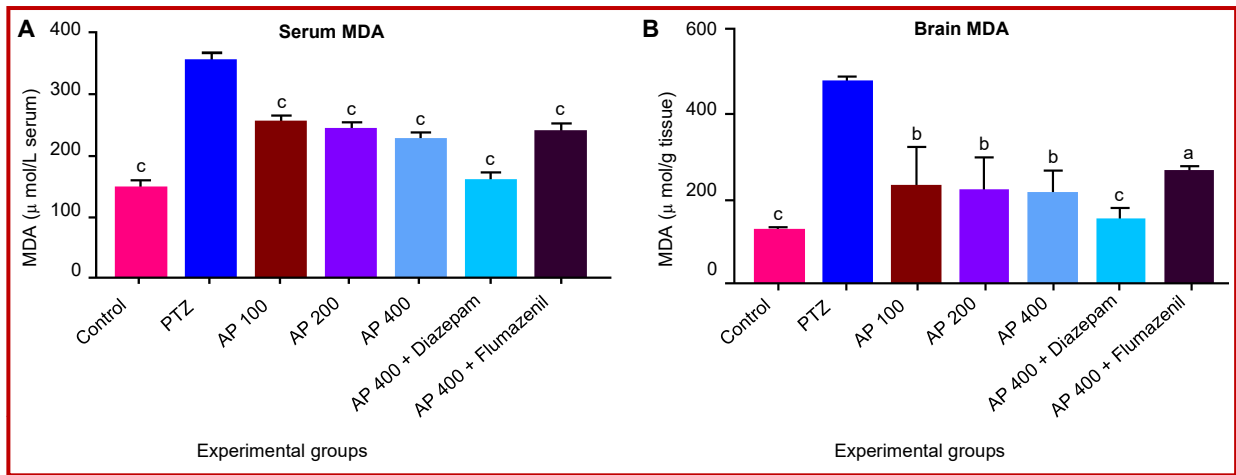 A
Serum MDA
400
300
200
100
0
MDA (μ mol/L serum)
c
c
c
c
c
c
Control
PTZ
AP 100
AP 200
AP 400
AP 400 + Diazepam
AP 400 + Flumazenil
Experimental groups
B
Brain MDA
600
400
200
0
MDA (μ mol/g tissue)
c
b
b
b
c
a
Control
PTZ
AP 100
AP 200
AP 400
AP 400 + Diazepam
AP 400 + Flumazenil
Experimental groups